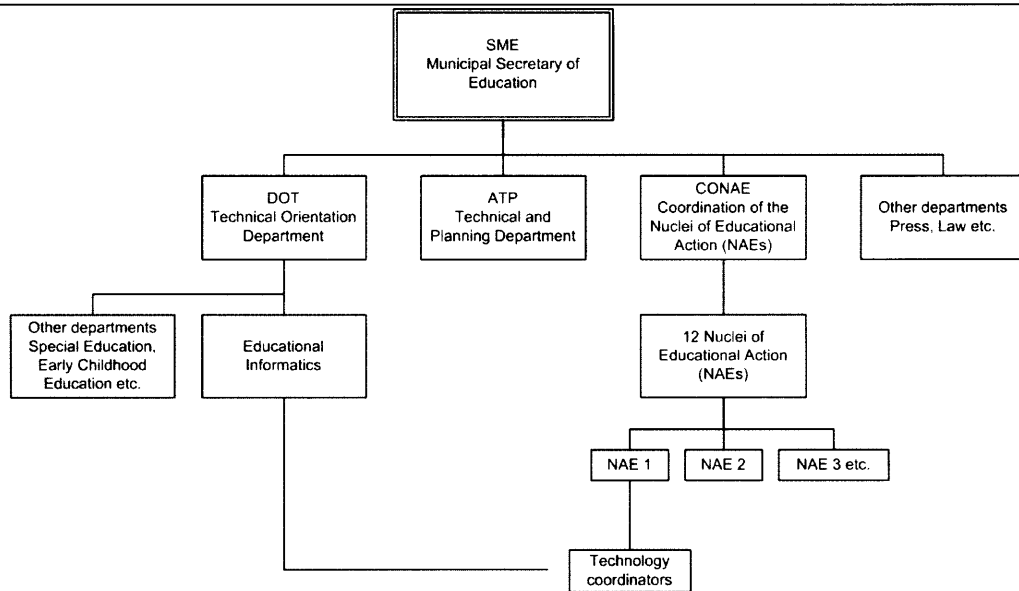 SME
Municipal Secretary of
Education
DOT
Technical Orientation
Department
ATP
Technical and
Planning Department
CONAE
Coordination of the
Nuclei of Educational
Action (NAEs)
Other departments
Press, Law etc.
Other departments
Special Education,
Early Childhood
Education etc.
Educational
Informatics
12 Nuclei of
Educational Action
(NAEs)
NAE 1
NAE 2
NAE 3 etc.
Technology
coordinators